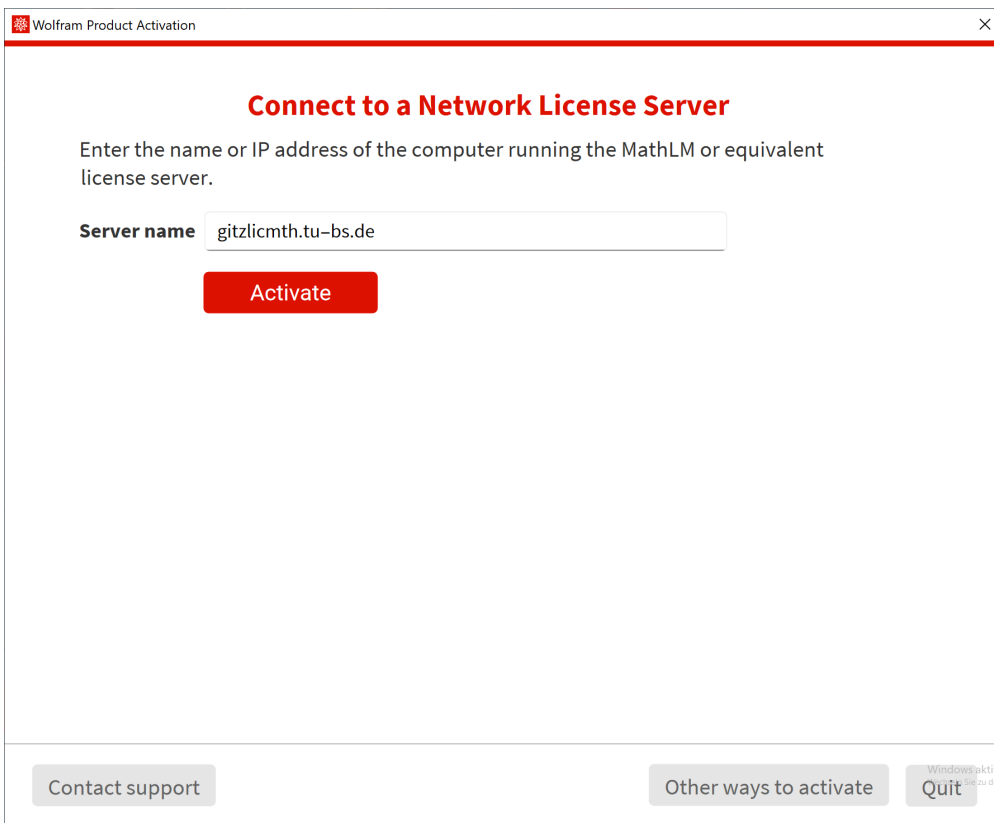 Wolfram Product Activation
Connect to a Network License Server
Enter the name or IP address of the computer running the MathLM or equivalent
license server.
Server name gitzlicmth.tu-bs.de
Activate
Contact support
Other ways to activate
Quit
Windows akti